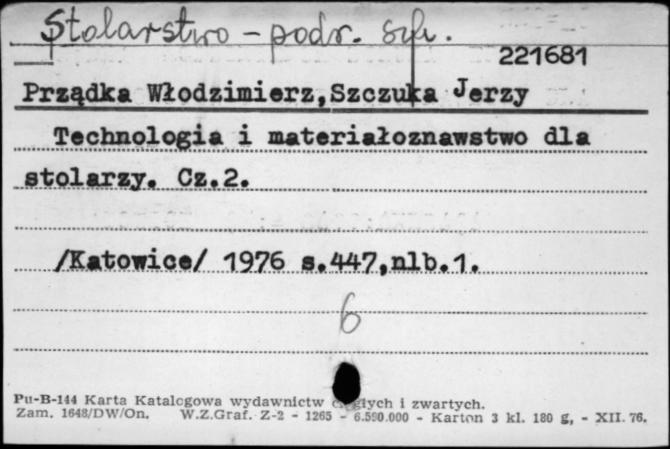 Stolarstwo - podr. szk.
221681
Prządka Włodzimierz,Szczuka Jerzy
Technologia i materiałoznawstwo dla
stolarzy. Cz.2.
/Katowice/ 1976 s.447,nlb.1.
6
Pu-B-144 Karta Katalogowa wydawnictw ciągłych i zwartych.
Zam. 1648/DW/On. W.Z.Graf. Z-2 - 1265 - 6.590.000 - Karton 3 kl. 180 g, - XII. 76.